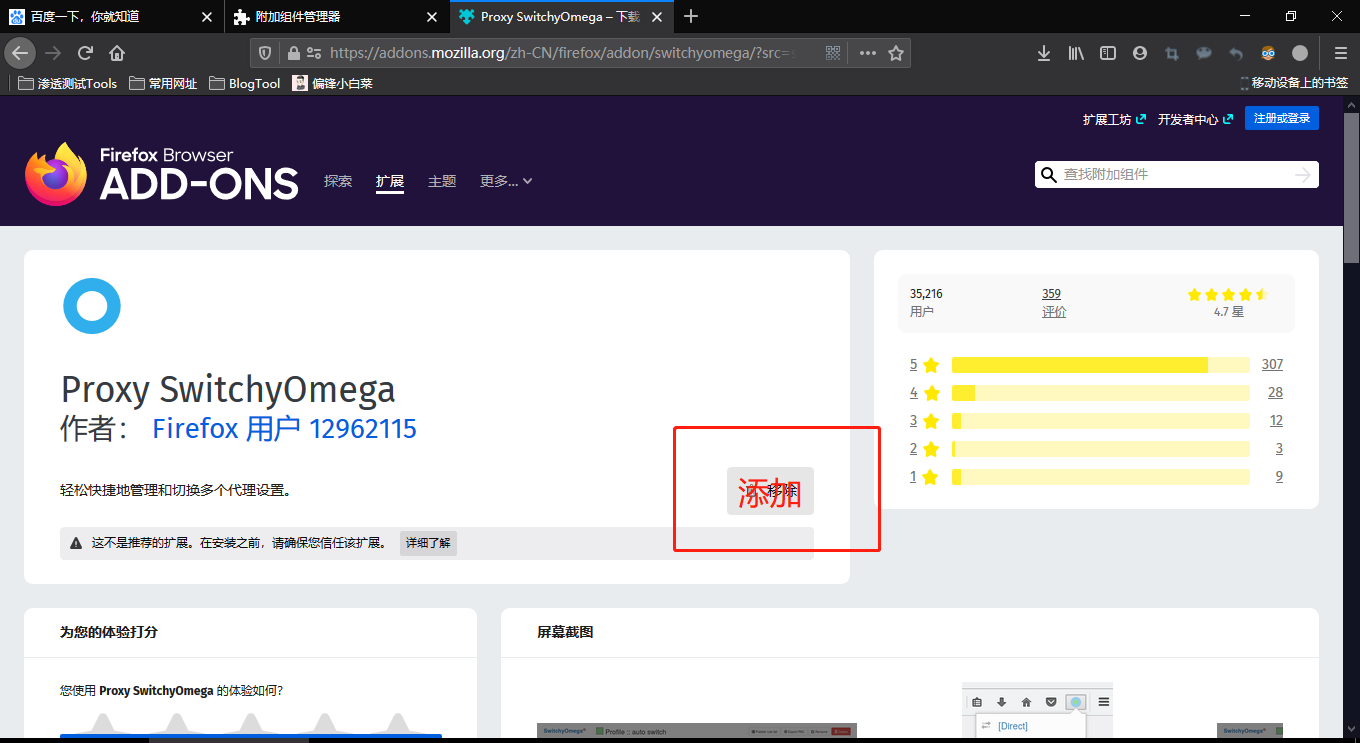 百度一下，你就知道
附加组件管理器
Proxy SwitchyOmega – 下载
https://addons.mozilla.org/zh-CN/firefox/addon/switchyomega/?src=
渗透测试Tools
常用网址
BlogTool
偏锋小白菜
移动设备上的书签
扩展工坊
开发者中心
注册或登录
Firefox Browser
ADD-ONS
探索
扩展
主题
更多...
查找附加组件
Proxy SwitchyOmega
作者： Firefox 用户 12962115
轻松快捷地管理和切换多个代理设置。
移除
添加
这不是推荐的扩展。在安装之前，请确保您信任该扩展。
详细了解
35,216
用户
359
评价
4.7 星
5 307
4 28
3 12
2 3
1 9
为您的体验打分
您使用 Proxy SwitchyOmega 的体验如何?
屏幕截图
SwitchyOmega
Profile :: auto switch
[Direct]
SwitchyOmega